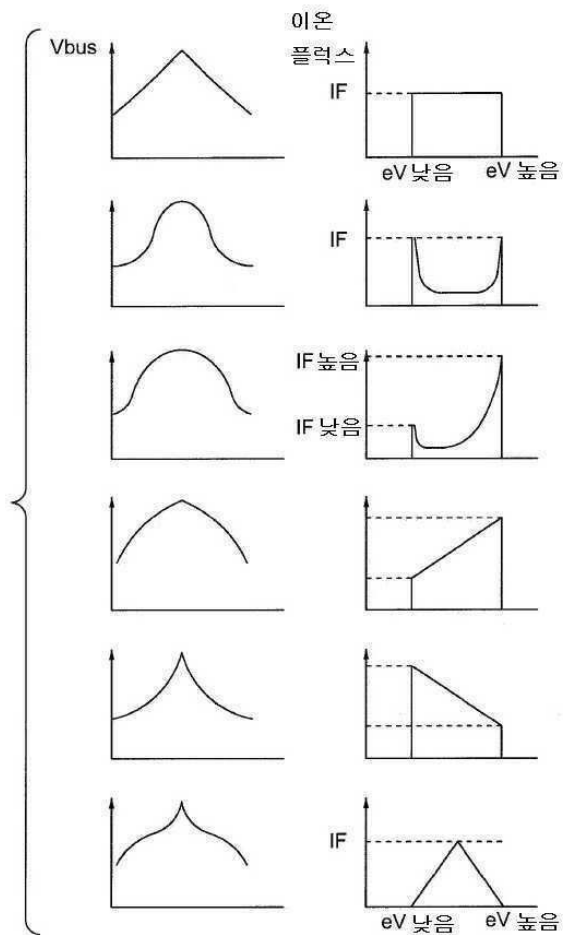 Vbus
이온
플럭스
IF
eV 낮음 eV 높음
IF
IF 높음
IF 낮음
IF
eV 낮음 eV 높음